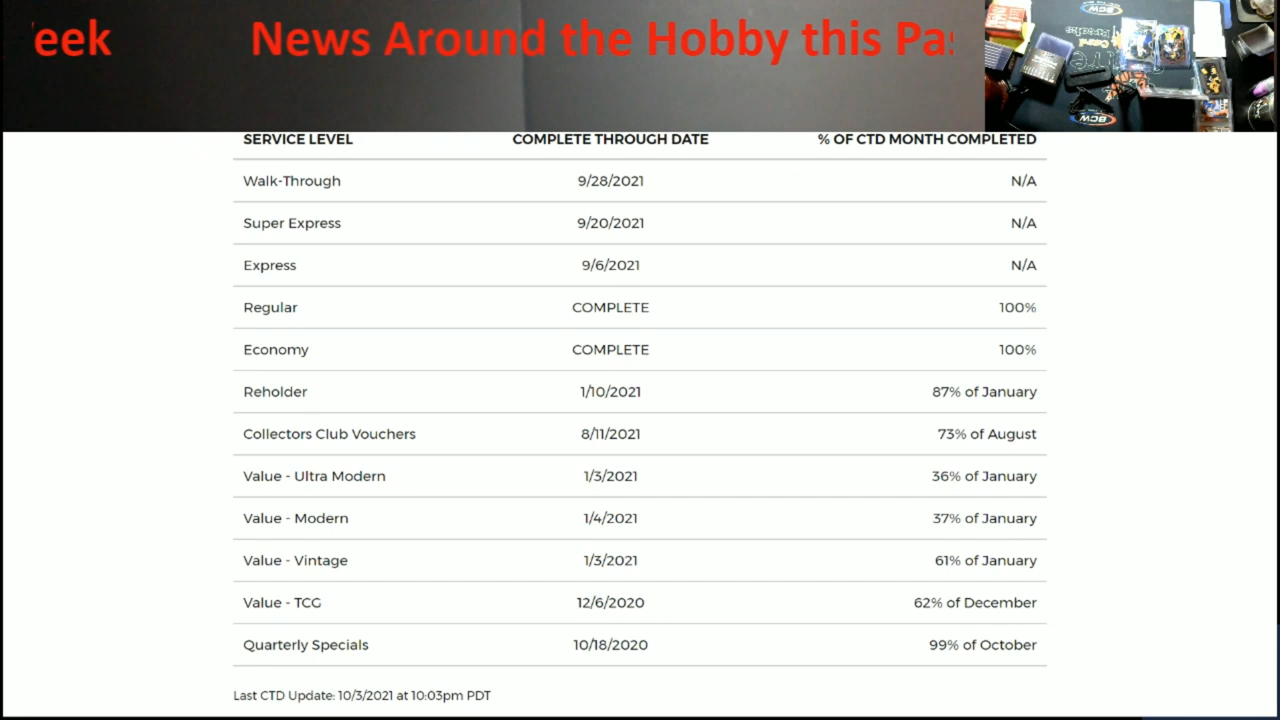 eek News Around the Hobby this Pas
BCW
BCW
SERVICE LEVEL COMPLETE THROUGH DATE % OF CTD MONTH COMPLETED
Walk-Through 9/28/2021 N/A
Super Express 9/20/2021 N/A
Express 9/6/2021 N/A
Regular COMPLETE 100%
Economy COMPLETE 100%
Reholder 1/10/2021 87% of January
Collectors Club Vouchers 8/11/2021 73% of August
Value - Ultra Modern 1/3/2021 36% of January
Value - Modern 1/4/2021 37% of January
Value - Vintage 1/3/2021 61% of January
Value - TCG 12/6/2020 62% of December
Quarterly Specials 10/18/2020 99% of October
Last CTD Update: 10/3/2021 at 10:03pm PDT